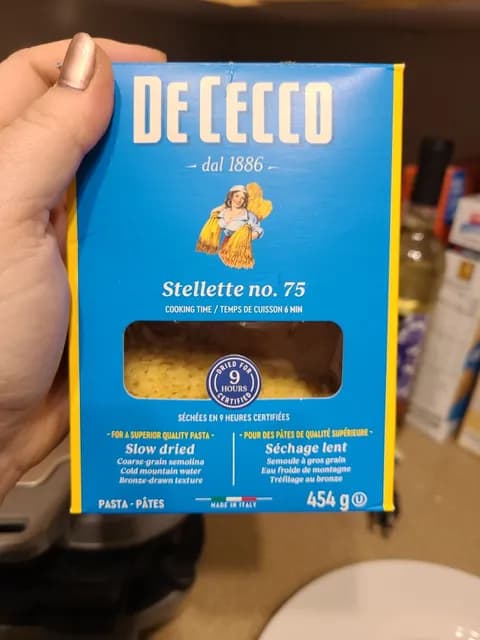 DE CECCO
dal 1886
Stellette no. 75
COOKING TIME / TEMPS DE CUISSON 6 MIN
DRIED FOR
9
HOURS
CERTIFIED
SÉCHÉES EN 9 HEURES CERTIFIÉES
- FOR A SUPERIOR QUALITY PASTA -
Slow dried
Coarse-grain semolina
Cold mountain water
Bronze-drawn texture
- POUR DES PÂTES DE QUALITÉ SUPÉRIEURE -
Séchage lent
Semoule à gros grain
Eau froide de montagne
Tréfilage au bronze
PASTA - PÂTES
MADE IN ITALY
454 g U